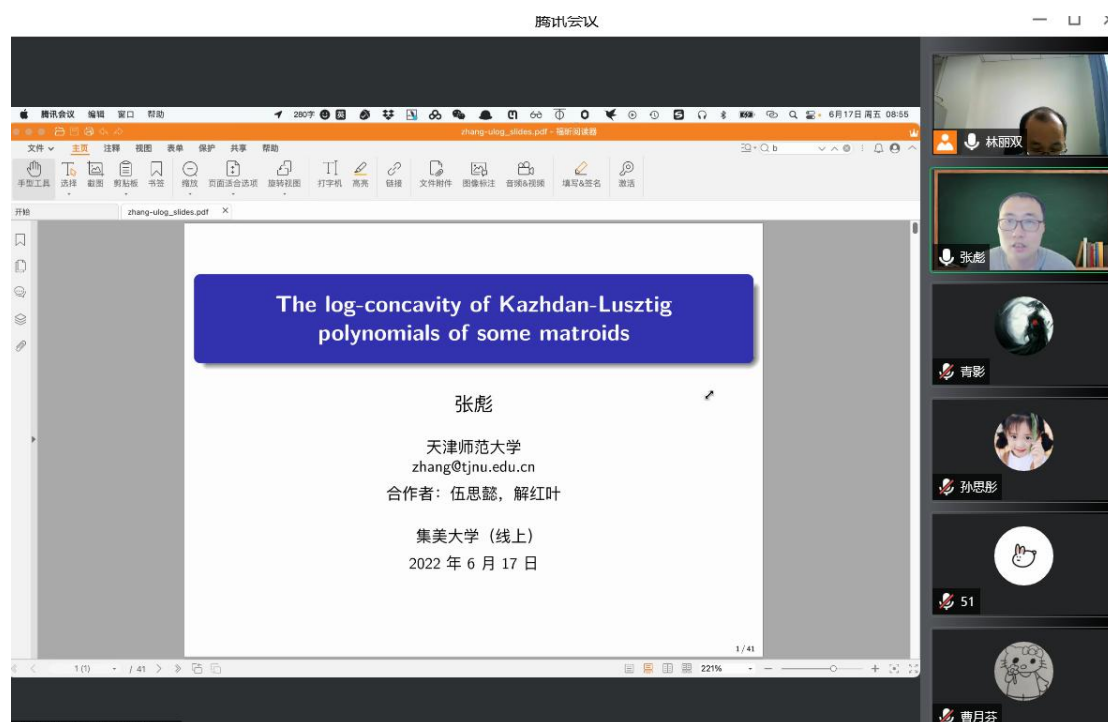 腾讯会议
腾讯会议 编辑 窗口 帮助
280字 英 6月17日 周五 08:55
zhang-ulog_slides.pdf - 福昕阅读器
文件 主页 注释 视图 表单 保护 共享 帮助
b
手型工具 选择 截图 剪贴板 书签 缩放 页面适合选项 旋转视图 打字机 高亮 链接 文件附件 图像标注 音频&视频 填写&签名 激活
开始 zhang-ulog_slides.pdf
The log-concavity of Kazhdan-Lusztig
polynomials of some matroids
张彪
天津师范大学
zhang@tjnu.edu.cn
合作者：伍思懿，解红叶
集美大学（线上）
2022 年 6 月 17 日
1/41
1(1) / 41
221%
林丽双
张彪
青影
孙思彤
51
曹月芬